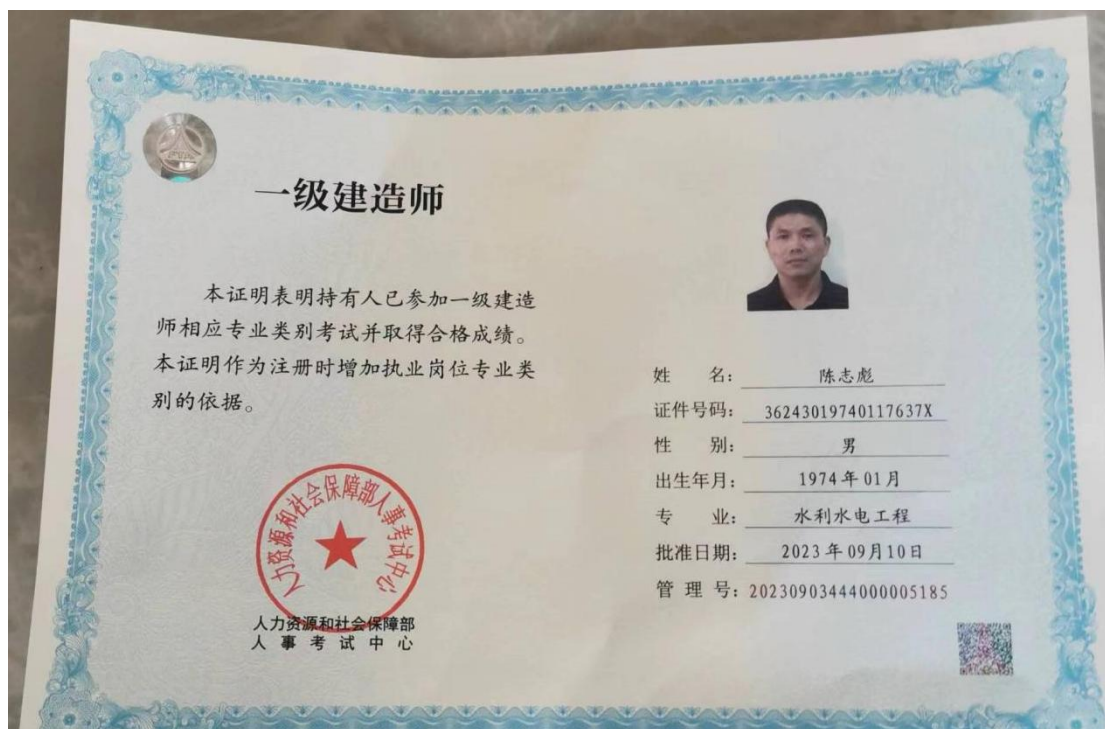 一级建造师
本证明表明持有人已参加一级建造
师相应专业类别考试并取得合格成绩。
本证明作为注册时增加执业岗位专业类
别的依据。
人力资源和社会保障部人事考试中心
人力资源和社会保障部
人事考试中心
姓 名: 陈志彪
证件号码: 36243019740117637X
性 别: 男
出生年月: 1974年01月
专 业: 水利水电工程
批准日期: 2023年09月10日
管 理 号: 20230903444000005185